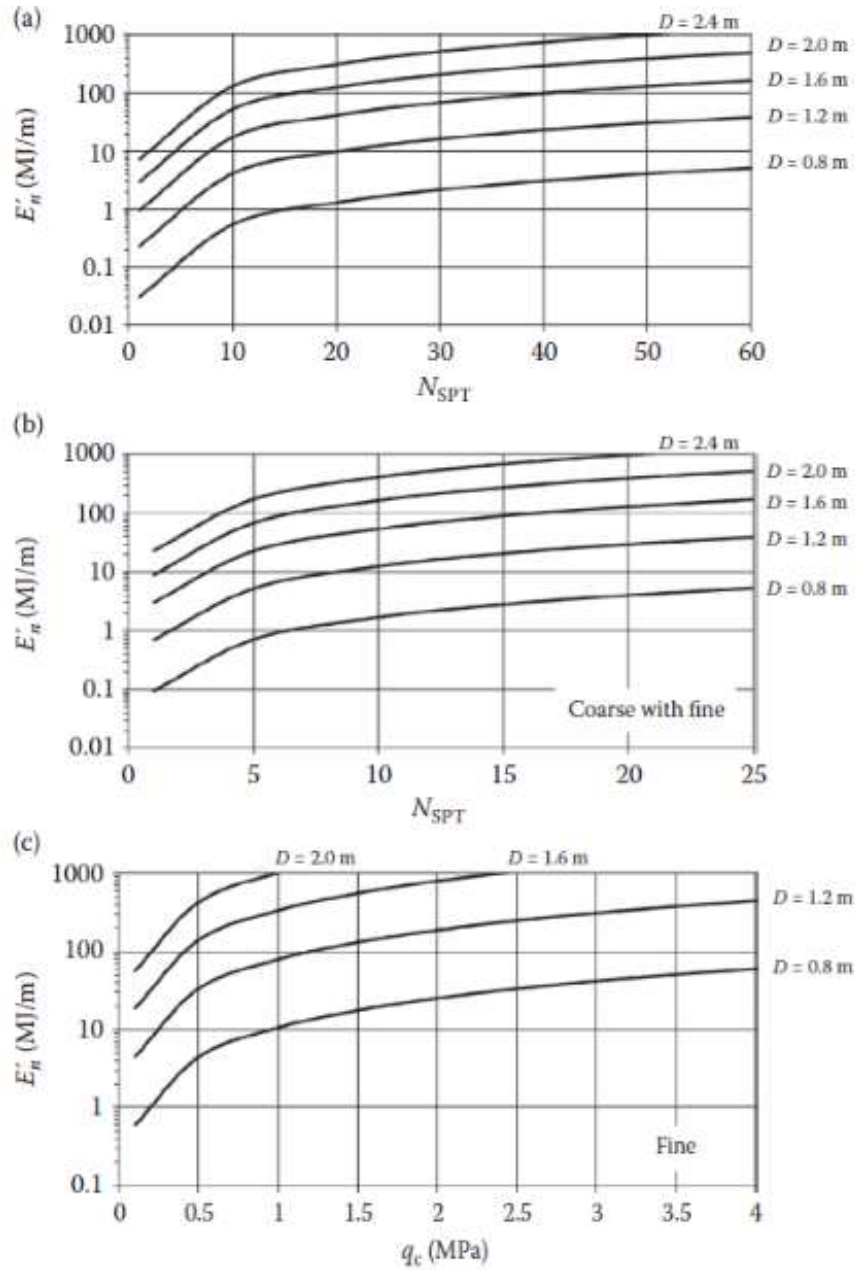 (a)
D = 2.4 m
1000
D = 2.0 m
100
D = 1.6 m
D = 1.2 m
10
D = 0.8 m
1
0.1
0.01
E′n (MJ/m)
0 10 20 30 40 50 60
NSPT
(b)
D = 2.4 m
1000
D = 2.0 m
100
D = 1.6 m
D = 1.2 m
10
D = 0.8 m
1
0.1
0.01
E′n (MJ/m)
Coarse with fine
0 5 10 15 20 25
NSPT
(c)
D = 2.0 m D = 1.6 m
1000
D = 1.2 m
100
D = 0.8 m
10
1
0.1
E′n (MJ/m)
Fine
0 0.5 1 1.5 2 2.5 3 3.5 4
qc (MPa)